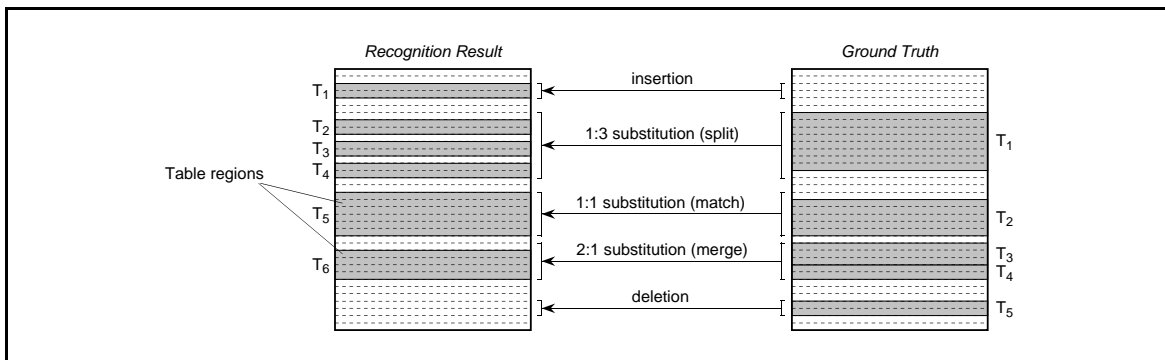 Recognition Result
Ground Truth
insertion
T1
T2
1:3 substitution (split)
T1
T3
T4
Table regions
1:1 substitution (match)
T5
T2
2:1 substitution (merge)
T3
T6
T4
deletion
T5